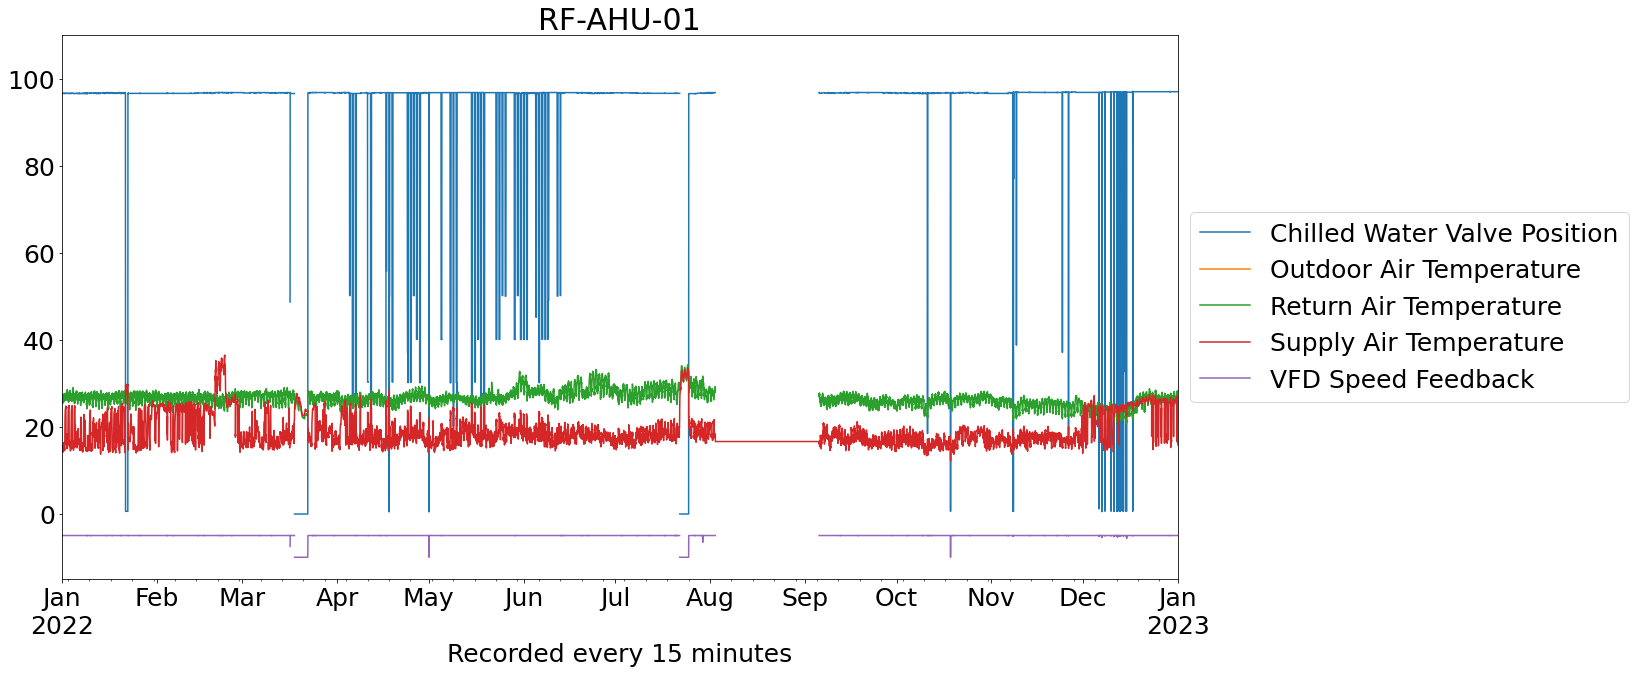 RF-AHU-01
100
80
60
40
20
0
Jan Feb Mar Apr May Jun Jul Aug Sep Oct Nov Dec Jan
2022 2023
Recorded every 15 minutes
Chilled Water Valve Position
Outdoor Air Temperature
Return Air Temperature
Supply Air Temperature
VFD Speed Feedback